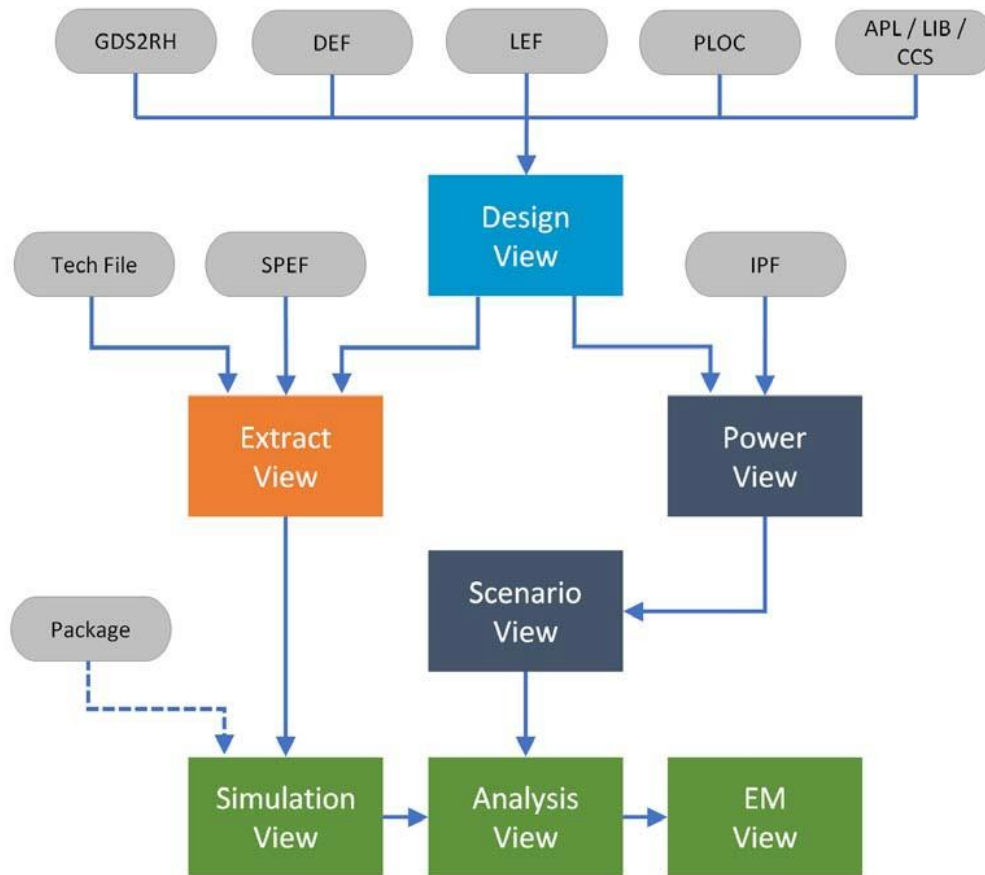 GDS2RH
DEF
LEF
PLOC
APL / LIB /
CCS
Design
View
Tech File
SPEF
IPF
Extract
View
Power
View
Scenario
View
Package
Simulation
View
Analysis
View
EM
View